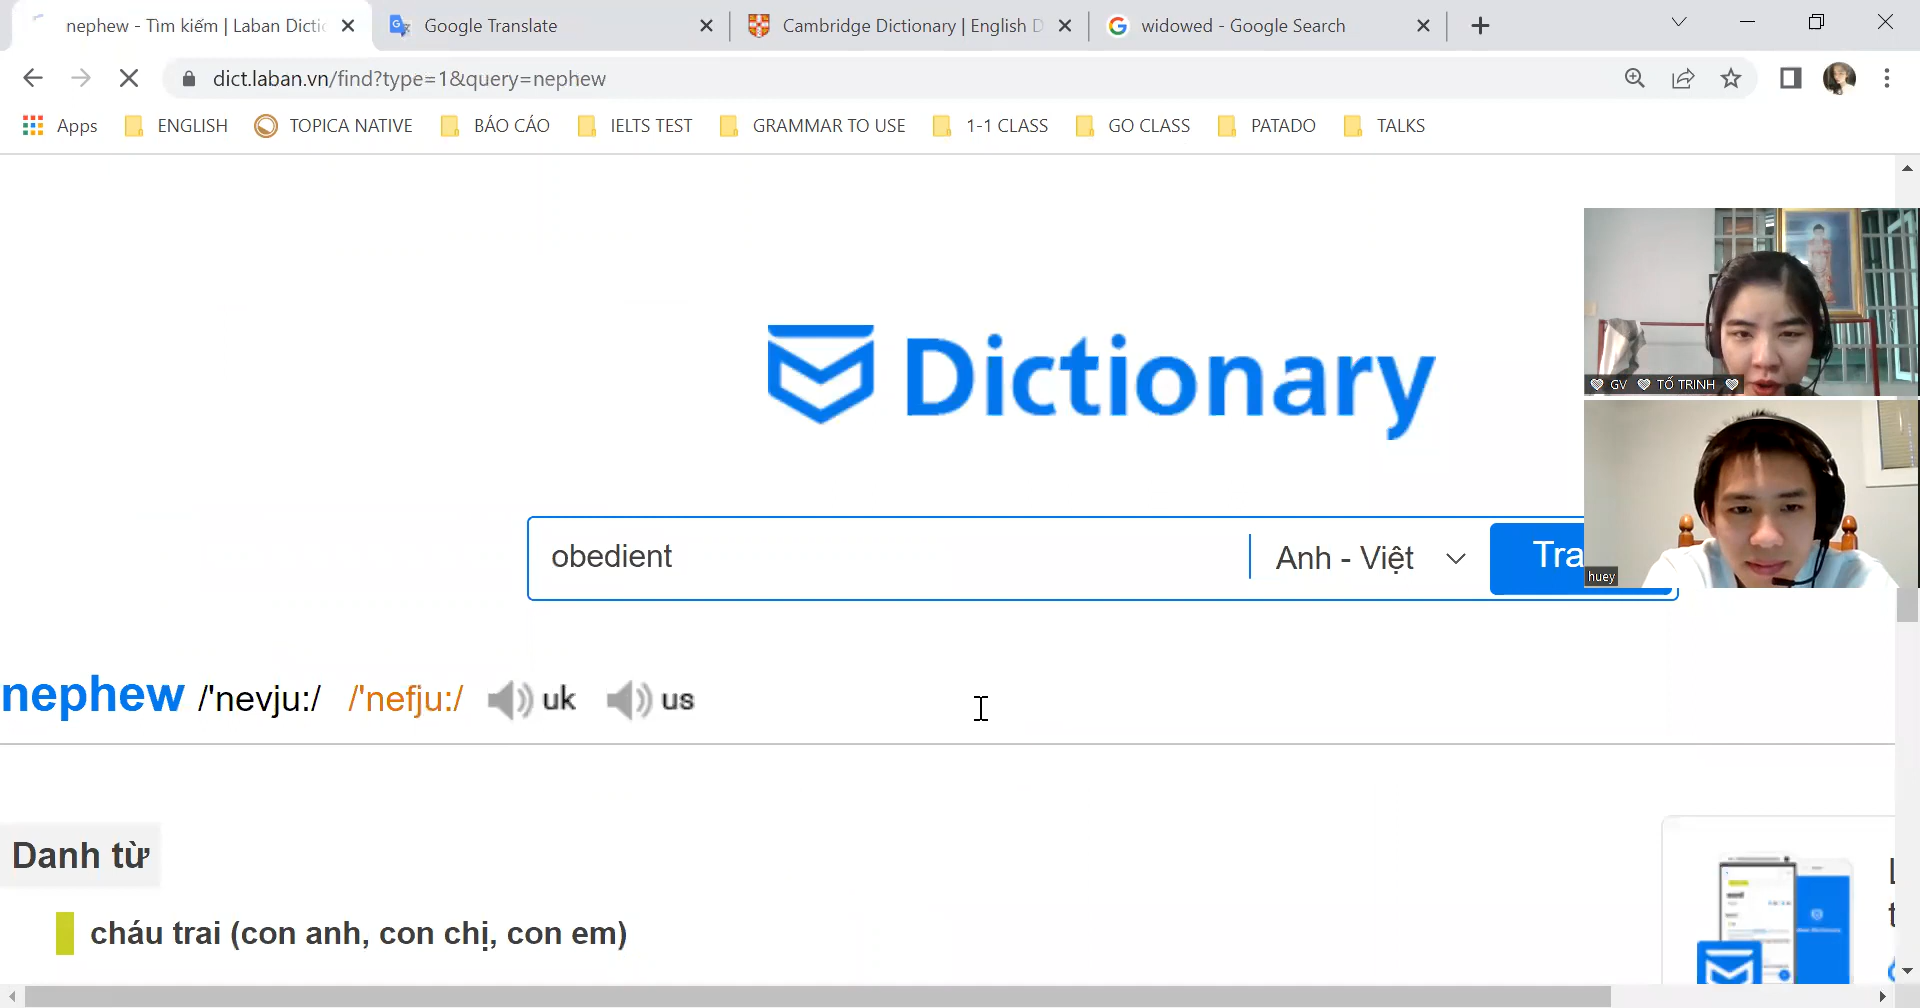 nephew - Tìm kiếm | Laban Dictio
Google Translate
Cambridge Dictionary | English D
widowed - Google Search
dict.laban.vn/find?type=1&query=nephew
Apps
ENGLISH
TOPICA NATIVE
BÁO CÁO
IELTS TEST
GRAMMAR TO USE
1-1 CLASS
GO CLASS
PATADO
TALKS
Dictionary
GV TỐ TRINH
obedient
Anh - Việt
Tra
huey
nephew /'nevju:/ /'nefju:/ uk us
Danh từ
cháu trai (con anh, con chị, con em)